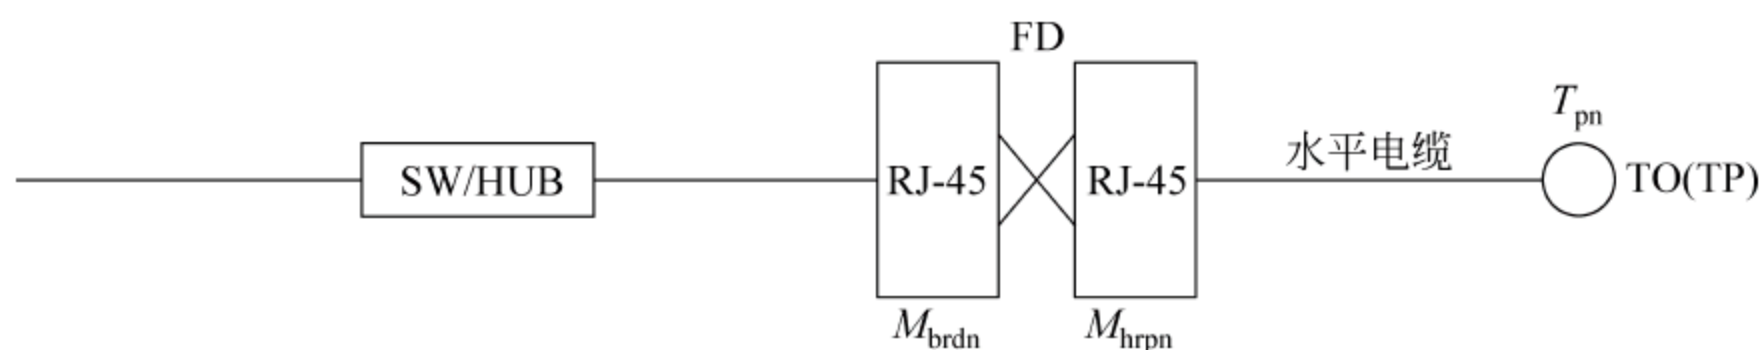 FD
SW/HUB
RJ-45
RJ-45
水平电缆
Tpn
TO(TP)
Mbrdn
Mhrpn